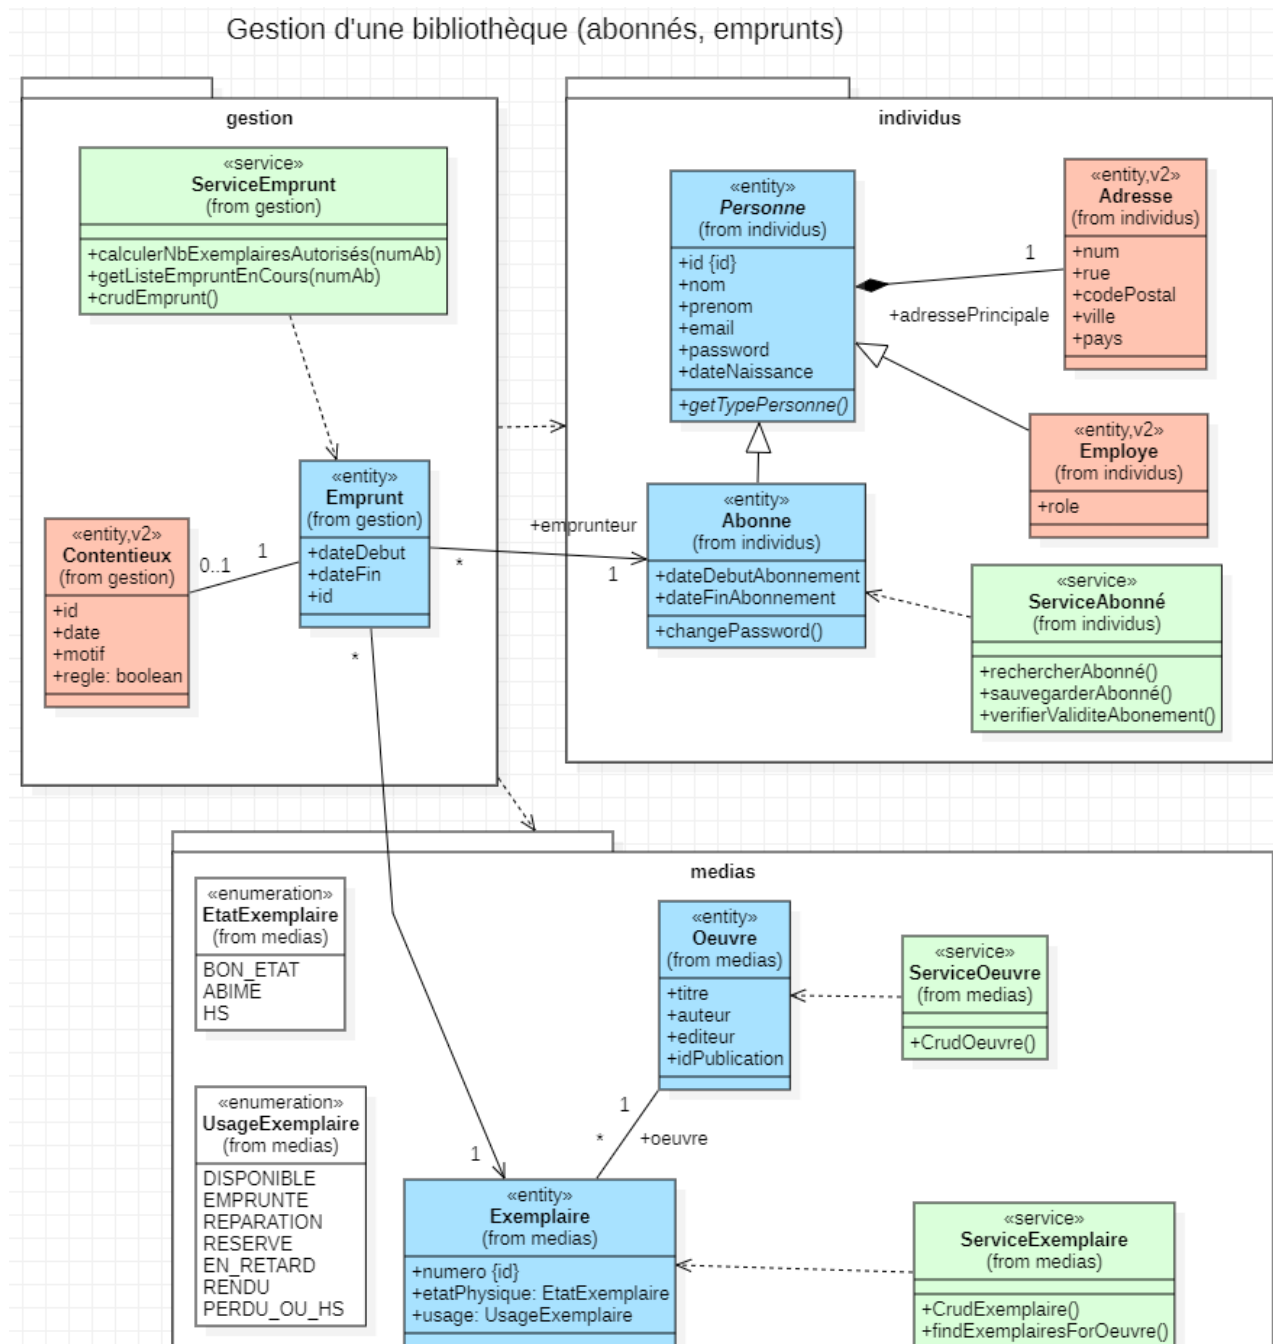 Gestion d'une bibliothèque (abonnés, emprunts)
gestion
«service»
ServiceEmprunt
(from gestion)
+calculerNbExemplairesAutorisés(numAb)
+getListeEmpruntEnCours(numAb)
+crudEmprunt()
«entity»
Emprunt
(from gestion)
+dateDebut
+dateFin
+id
«entity,v2»
Contentieux
(from gestion)
+id
+date
+motif
+regle: boolean
0..1
1
*
+emprunteur
1
*
1
individus
«entity»
Personne
(from individus)
+id {id}
+nom
+prenom
+email
+password
+dateNaissance
+getTypePersonne()
1
+adressePrincipale
«entity,v2»
Adresse
(from individus)
+num
+rue
+codePostal
+ville
+pays
«entity,v2»
Employe
(from individus)
+role
«entity»
Abonne
(from individus)
+dateDebutAbonnement
+dateFinAbonnement
+changePassword()
«service»
ServiceAbonné
(from individus)
+rechercherAbonné()
+sauvegarderAbonné()
+verifierValiditeAbonement()
medias
«enumeration»
EtatExemplaire
(from medias)
BON_ETAT
ABIME
HS
«enumeration»
UsageExemplaire
(from medias)
DISPONIBLE
EMPRUNTE
REPARATION
RESERVE
EN_RETARD
RENDU
PERDU_OU_HS
«entity»
Oeuvre
(from medias)
+titre
+auteur
+editeur
+idPublication
1
*
+oeuvre
«service»
ServiceOeuvre
(from medias)
+CrudOeuvre()
«entity»
Exemplaire
(from medias)
+numero {id}
+etatPhysique: EtatExemplaire
+usage: UsageExemplaire
«service»
ServiceExemplaire
(from medias)
+CrudExemplaire()
+findExemplairesForOeuvre()